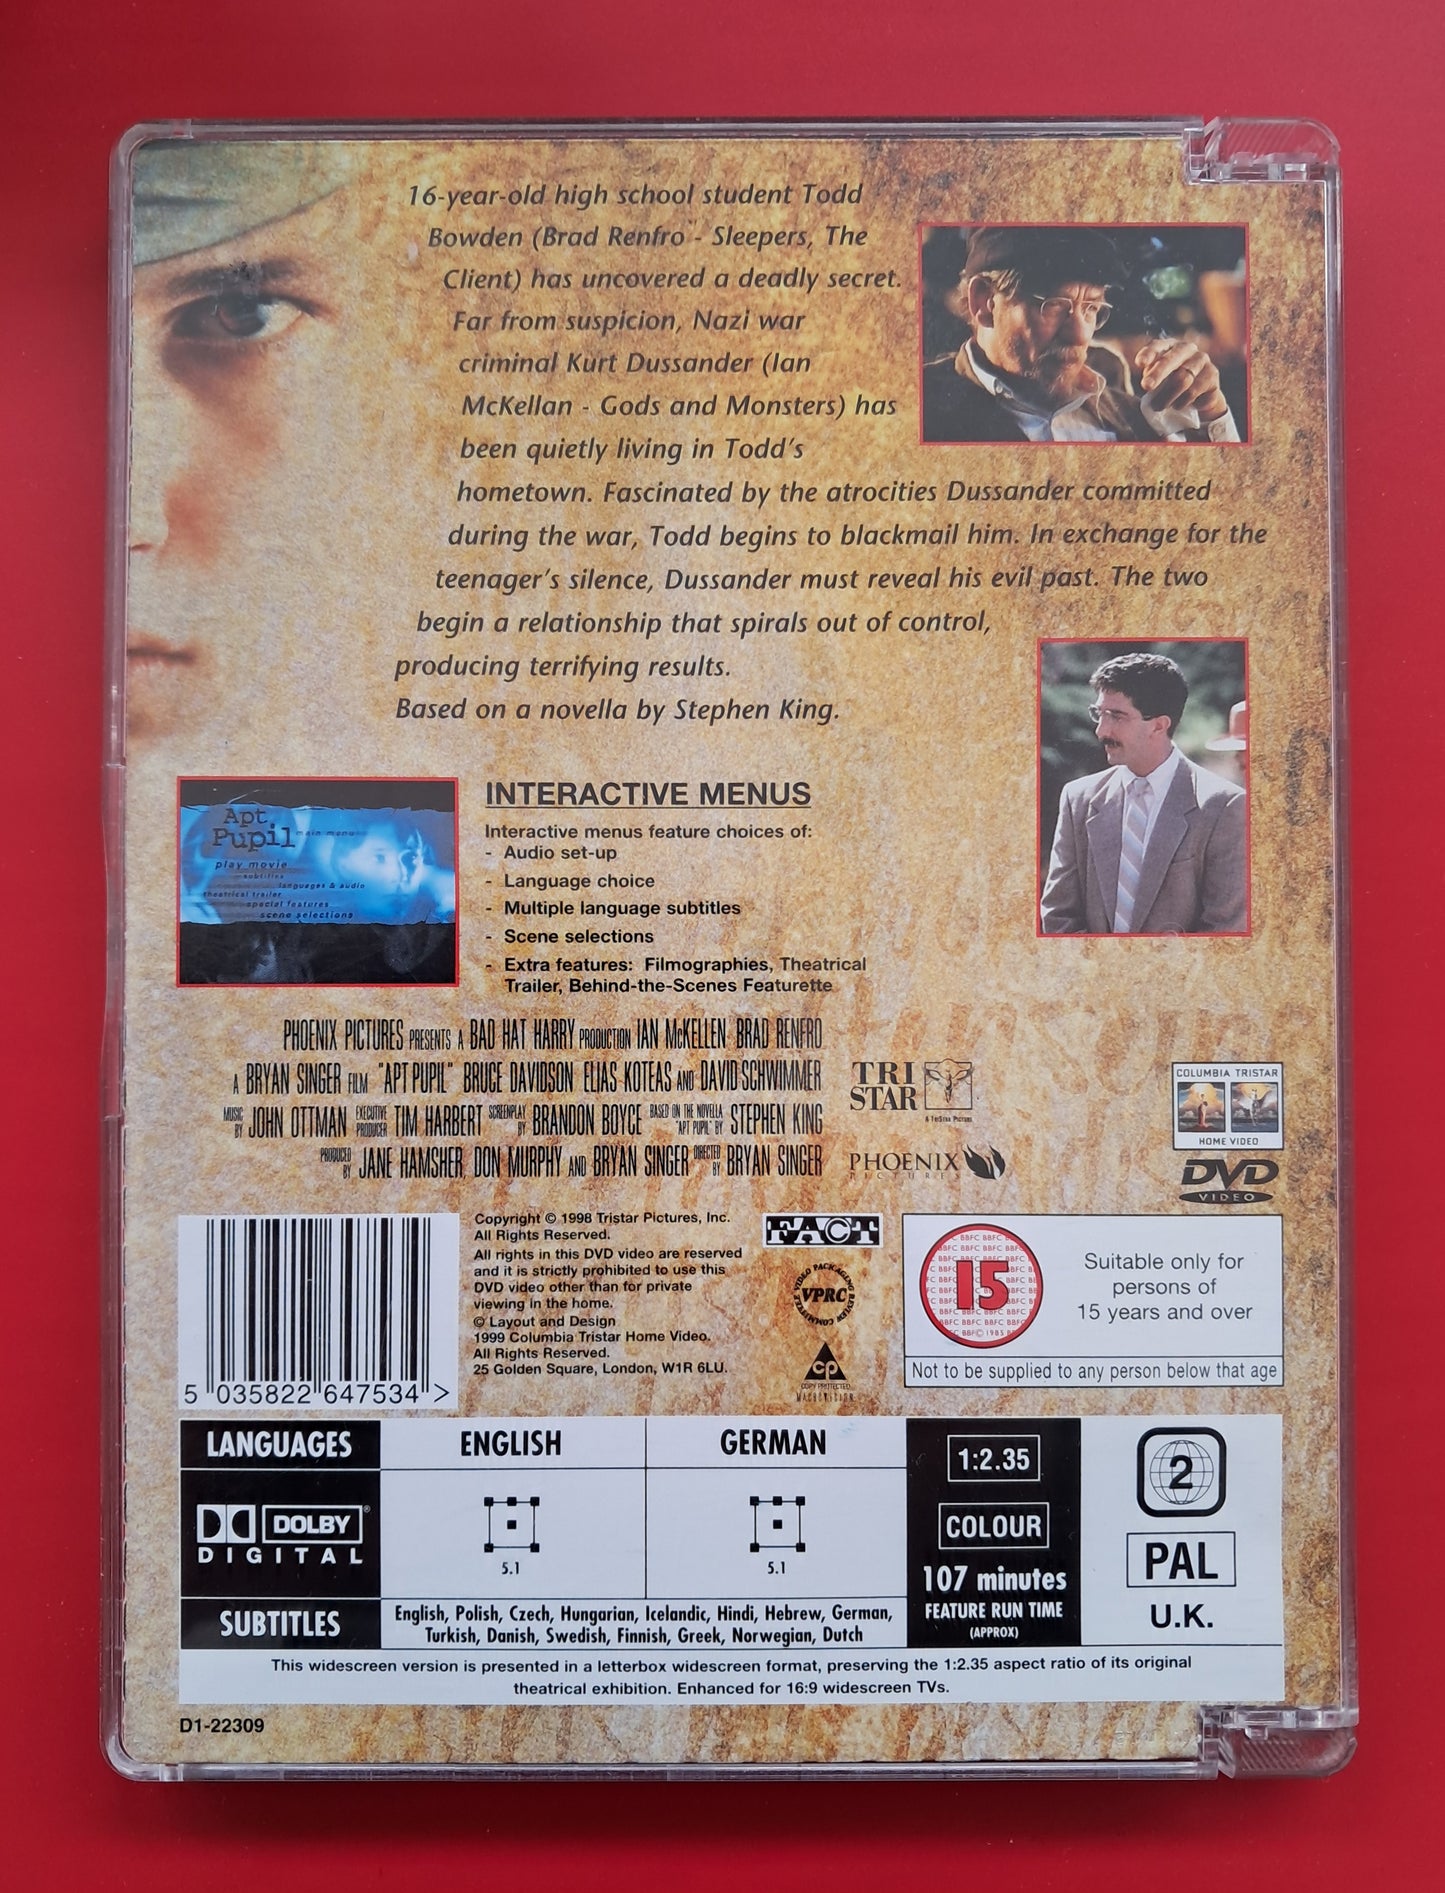 16-year-old high school student Todd
Bowden (Brad Renfro - Sleepers, The
Client) has uncovered a deadly secret.
Far from suspicion, Nazi war
criminal Kurt Dussander (Ian
McKellan - Gods and Monsters) has
been quietly living in Todd's
hometown. Fascinated by the atrocities Dussander committed
during the war, Todd begins to blackmail him. In exchange for the
teenager's silence, Dussander must reveal his evil past. The two
begin a relationship that spirals out of control,
producing terrifying results.
Based on a novella by Stephen King.
Apt
Pupil main menu
play movie
subtitles
languages & audio
theatrical trailer
special features
scene selections
INTERACTIVE MENUS
Interactive menus feature choices of:
- Audio set-up
- Language choice
- Multiple language subtitles
- Scene selections
- Extra features: Filmographies, Theatrical
Trailer, Behind-the-Scenes Featurette
PHOENIX PICTURES PRESENTS A BAD HAT HARRY PRODUCTION IAN McKELLEN BRAD RENFRO
A BRYAN SINGER FILM "APT PUPIL" BRUCE DAVIDSON ELIAS KOTEAS AND DAVID SCHWIMMER
MUSIC BY JOHN OTTMAN EXECUTIVE PRODUCER TIM HARBERT SCREENPLAY BY BRANDON BOYCE BASED ON THE NOVELLA "APT PUPIL" BY STEPHEN KING
PRODUCED BY JANE HAMSHER, DON MURPHY AND BRYAN SINGER DIRECTED BY BRYAN SINGER
TRI
STAR
A TriStar Picture
PHOENIX
PICTURES
COLUMBIA TRISTAR
HOME VIDEO
DVD
VIDEO
Copyright © 1998 Tristar Pictures, Inc.
All Rights Reserved.
All rights in this DVD video are reserved
and it is strictly prohibited to use this
DVD video other than for private
viewing in the home.
© Layout and Design
1999 Columbia Tristar Home Video.
All Rights Reserved.
25 Golden Square, London, W1R 6LU.
FACT
VIDEO PACKAGING REVIEW COMMITTEE
VPRC
CP
COPY PROTECTED
MACROVISION
15
BBFC © 1985
Suitable only for
persons of
15 years and over
Not to be supplied to any person below that age
5 035822 647534 >
LANGUAGES
ENGLISH
GERMAN
DOLBY®
DIGITAL
5.1
5.1
SUBTITLES
English, Polish, Czech, Hungarian, Icelandic, Hindi, Hebrew, German,
Turkish, Danish, Swedish, Finnish, Greek, Norwegian, Dutch
1:2.35
COLOUR
107 minutes
FEATURE RUN TIME
(APPROX)
2
PAL
U.K.
This widescreen version is presented in a letterbox widescreen format, preserving the 1:2.35 aspect ratio of its original
theatrical exhibition. Enhanced for 16:9 widescreen TVs.
D1-22309